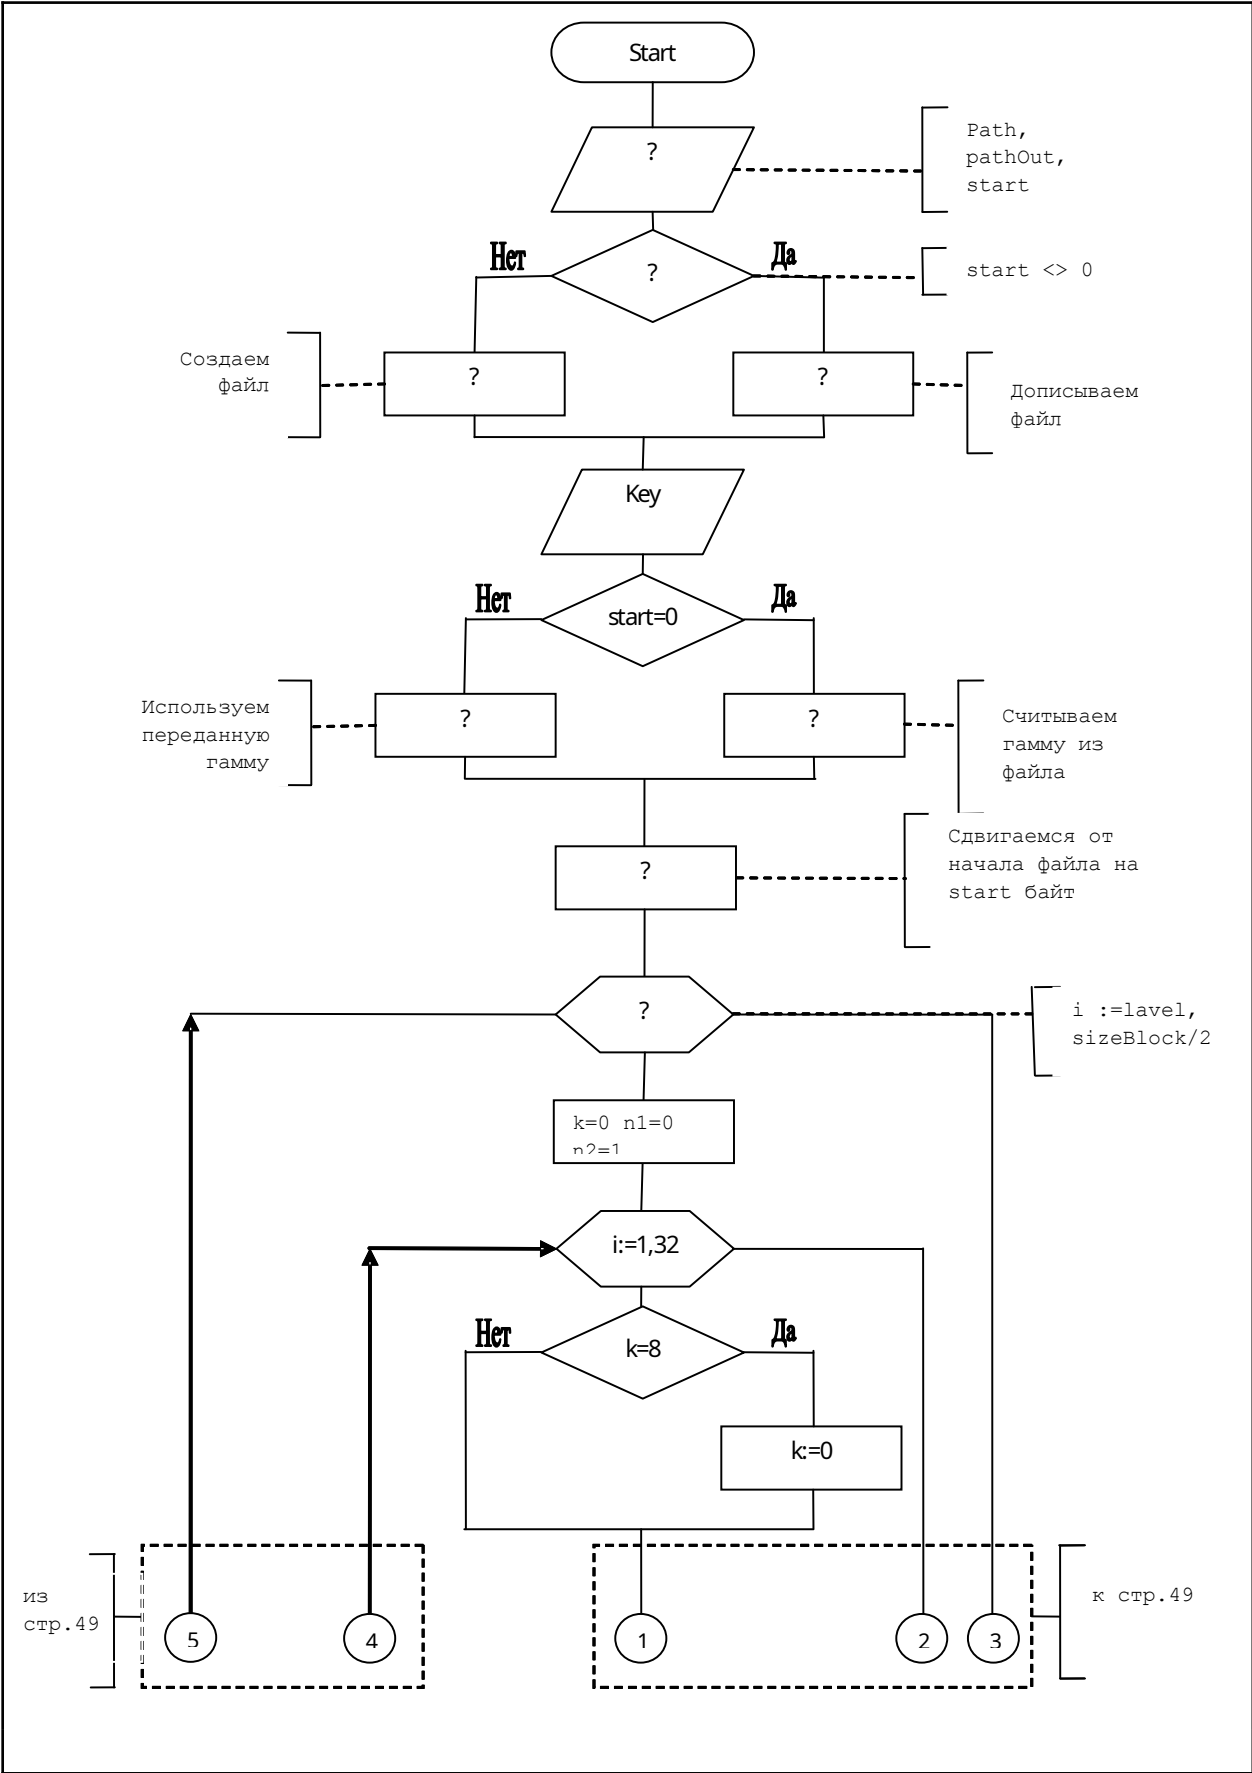 Start
?
Path,
pathOut,
start
Нет
?
Да
start <> 0
Создаем
файл
?
?
Дописываем
файл
Key
Нет
start=0
Да
Используем
переданную
гамму
?
?
Считываем
гамму из
файла
?
Сдвигаемся от
начала файла на
start байт
?
i :=lavel,
sizeBlock/2
k=0 n1=0
n2=1
i:=1,32
Нет
k=8
Да
k:=0
из
стр.49
5
4
1
2
3
к стр.49